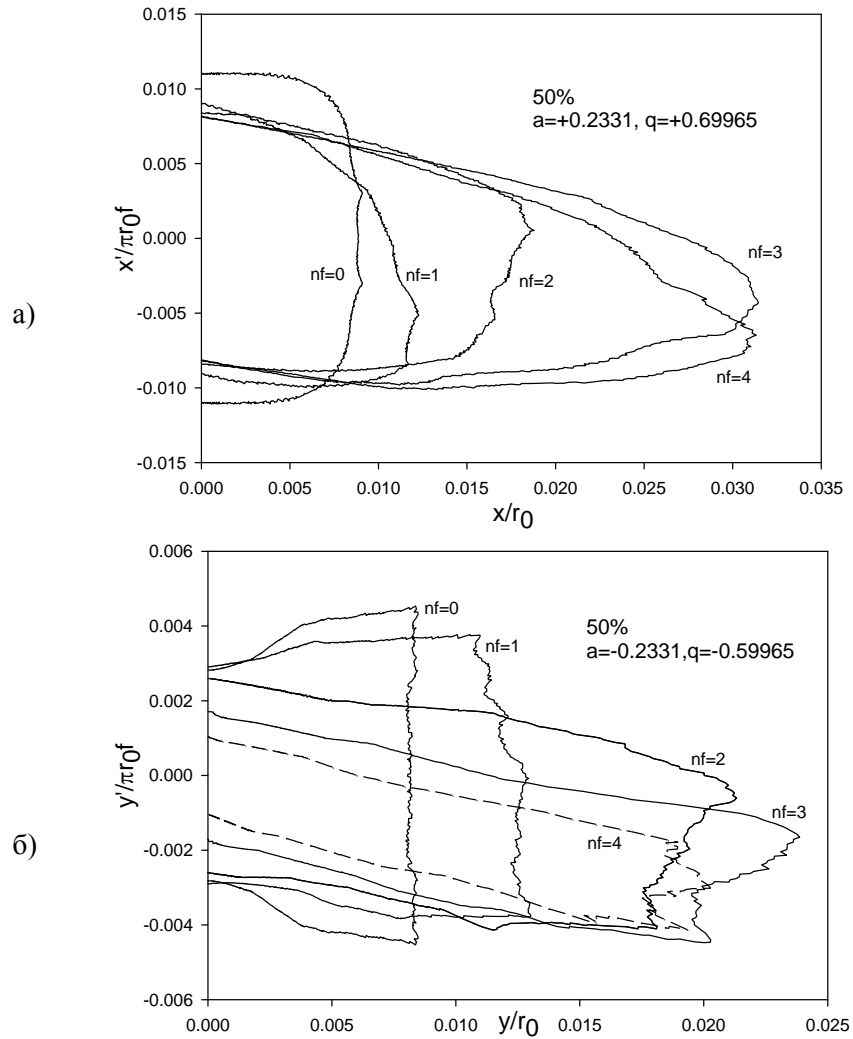 а)
0.015
0.010
0.005
0.000
-0.005
-0.010
-0.015
x'/πr0f
50%
a=+0.2331, q=+0.69965
nf=0
nf=1
nf=2
nf=3
nf=4
0.000 0.005 0.010 0.015 0.020 0.025 0.030 0.035
x/r0
б)
0.006
0.004
0.002
0.000
-0.002
-0.004
-0.006
y'/πr0f
nf=0
nf=1
50%
a=-0.2331,q=-0.59965
nf=2
nf=3
nf=4
0.000 0.005 0.010 0.015 0.020 0.025
y/r0